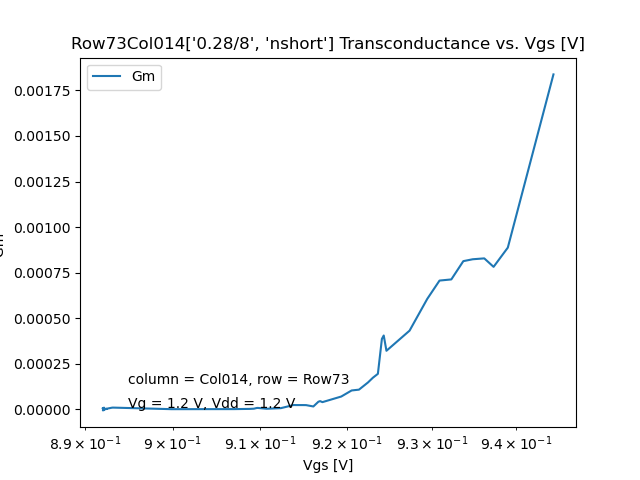 Row73Col014['0.28/8', 'nshort'] Transconductance vs. Vgs [V]
Gm
0.00175
0.00150
0.00125
0.00100
0.00075
0.00050
0.00025
0.00000
column = Col014, row = Row73
Vg = 1.2 V, Vdd = 1.2 V
8.9 × 10⁻¹ 9 × 10⁻¹ 9.1 × 10⁻¹ 9.2 × 10⁻¹ 9.3 × 10⁻¹ 9.4 × 10⁻¹
Vgs [V]